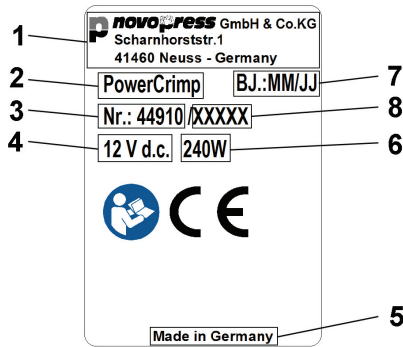 novopress GmbH & Co.KG
Scharnhorststr.1
41460 Neuss - Germany
1
PowerCrimp BJ.:MM/JJ
2 7
Nr.: 44910 /XXXXX
3 8
12 V d.c. 240W
4 6
CE
Made in Germany
5